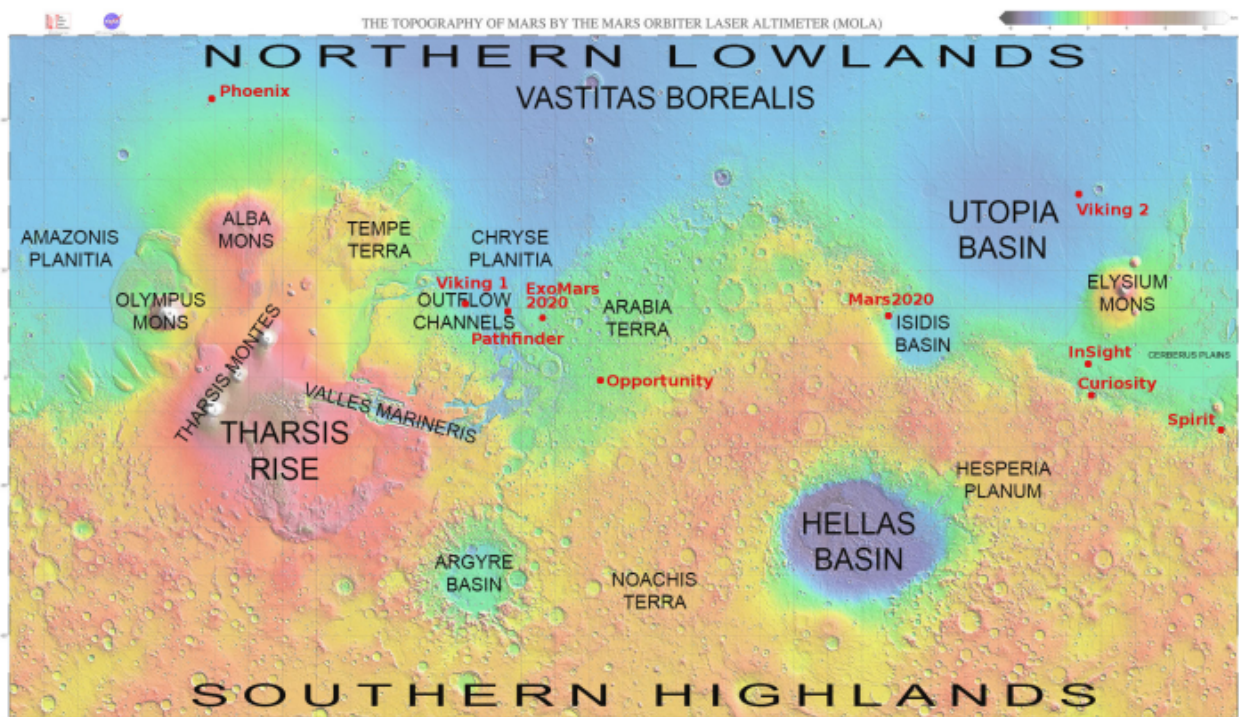 THE TOPOGRAPHY OF MARS BY THE MARS ORBITER LASER ALTIMETER (MOLA)
NORTHERN LOWLANDS
Phoenix
VASTITAS BOREALIS
Viking 2
UTOPIA
BASIN
ALBA
MONS
TEMPE
TERRA
AMAZONIS
PLANITIA
CHRYSE
PLANITIA
Viking 1
ExoMars
2020
OLYMPUS
MONS
OUTFLOW
CHANNELS
Pathfinder
ARABIA
TERRA
Mars2020
ISIDIS
BASIN
ELYSIUM
MONS
InSight
CERBERUS PLAINS
THARSIS MONTES
Opportunity
Curiosity
VALLES MARINERIS
Spirit
THARSIS
RISE
HESPERIA
PLANUM
HELLAS
BASIN
ARGYRE
BASIN
NOACHIS
TERRA
SOUTHERN HIGHLANDS